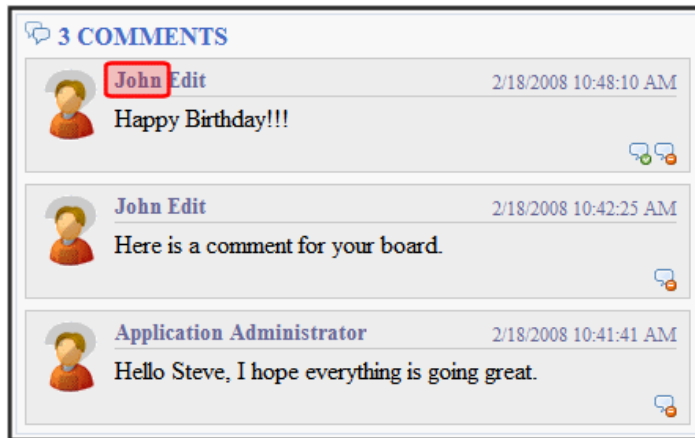 3 COMMENTS
John Edit 2/18/2008 10:48:10 AM
Happy Birthday!!!
John Edit 2/18/2008 10:42:25 AM
Here is a comment for your board.
Application Administrator 2/18/2008 10:41:41 AM
Hello Steve, I hope everything is going great.